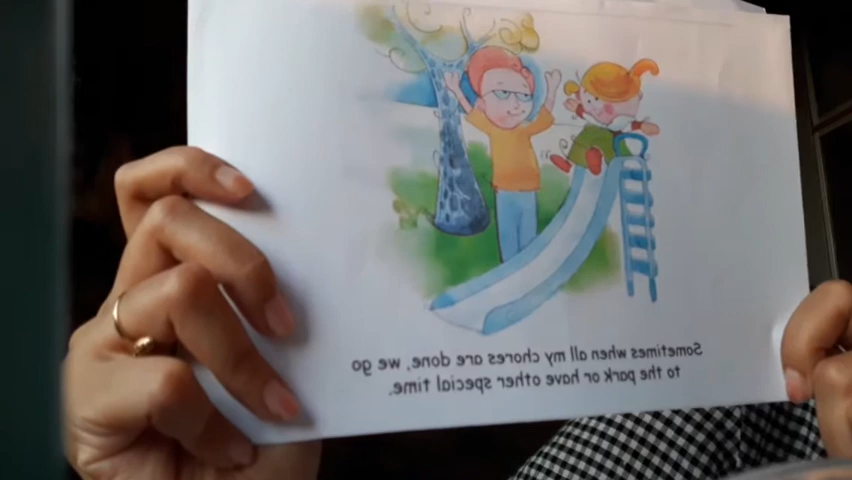 Sometimes when all my chores are done, we go
to the park or have other special time.